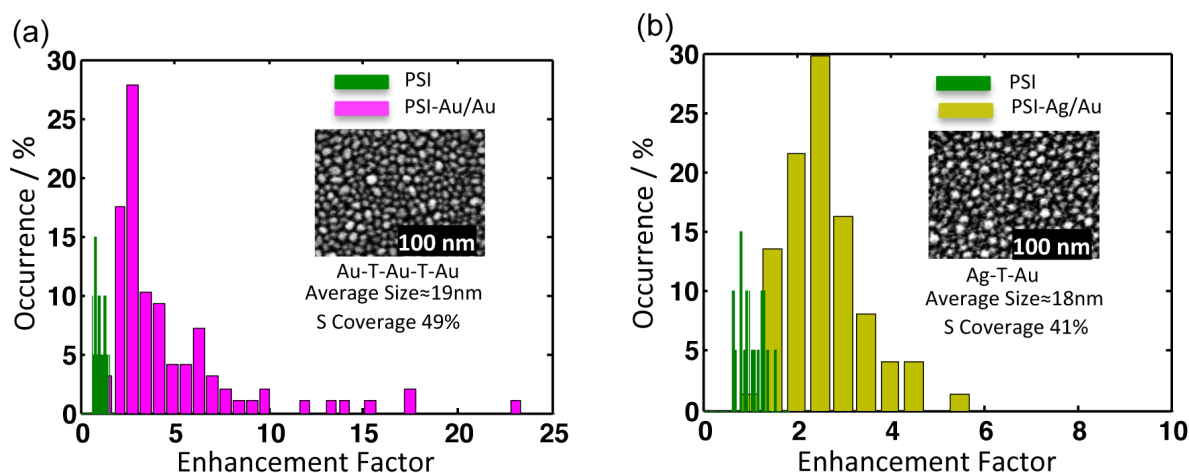 (a)
30
25
20
15
10
5
0
Occurrence / %
PSI
PSI-Au/Au
100 nm
Au-T-Au-T-Au
Average Size≈19nm
S Coverage 49%
0 5 10 15 20 25
Enhancement Factor
(b)
30
25
20
15
10
5
0
Occurrence / %
PSI
PSI-Ag/Au
100 nm
Ag-T-Au
Average Size≈18nm
S Coverage 41%
0 2 4 6 8 10
Enhancement Factor